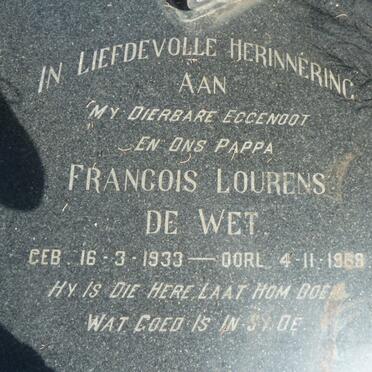 IN LIEFDEVOLLE HERINNERING
AAN
MY DIERBARE EGGENOOT
EN ONS PAPPA
FRANCOIS LOURENS
DE WET.
GEB. 16-3-1933 — OORL. 4-11-1969
HY IS DIE HERE, LAAT HOM DOEN
WAT GOED IS IN SY OË.